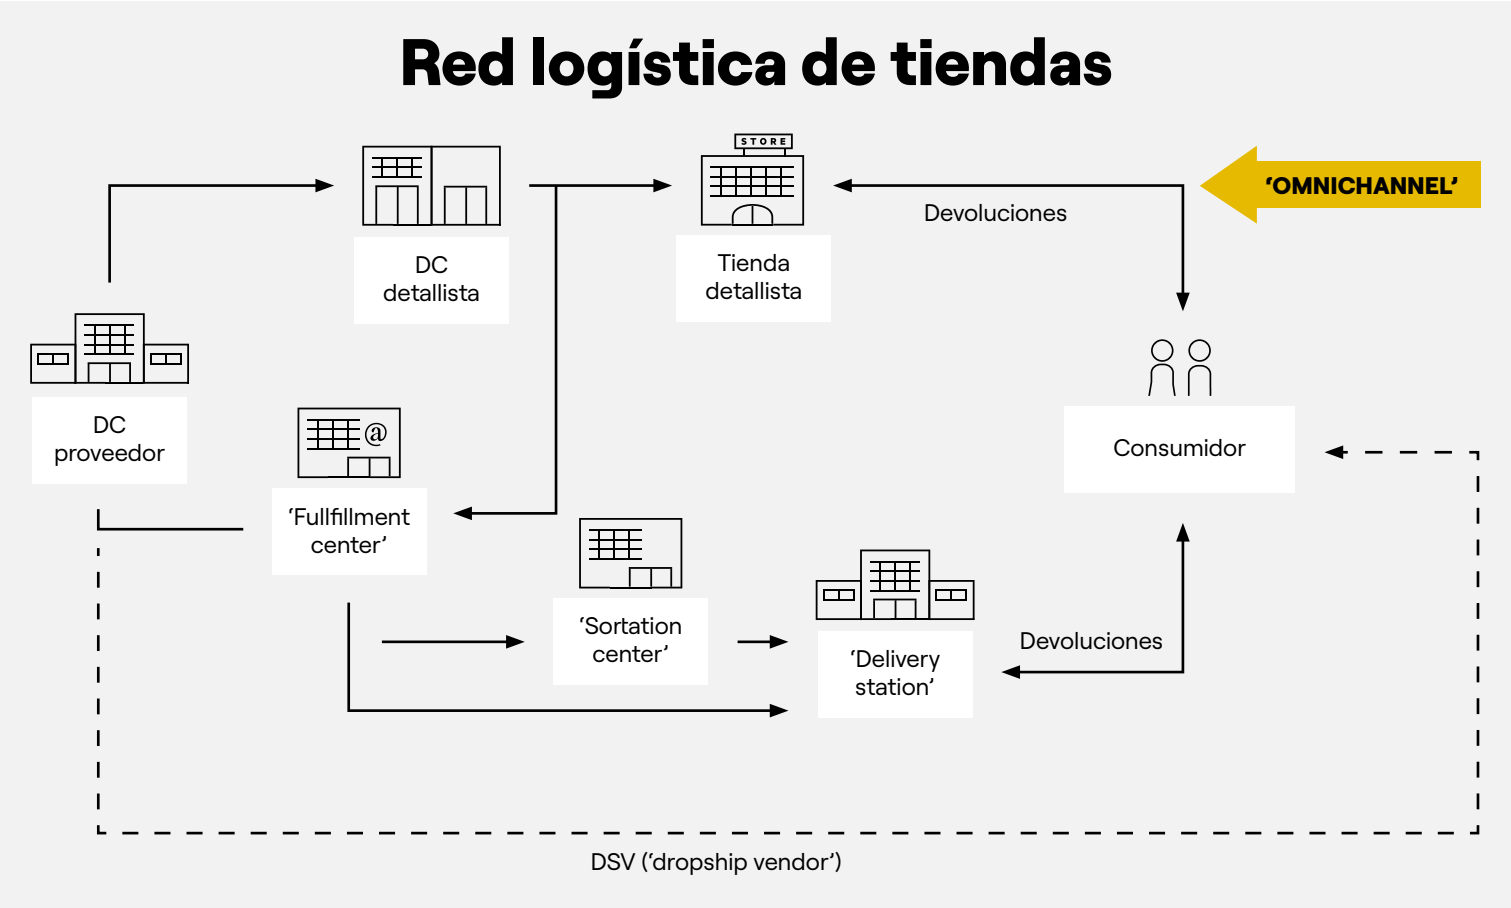 Red logística de tiendas
STORE
‘OMNICHANNEL’
Devoluciones
DC
detallista
Tienda
detallista
DC
proveedor
@
‘Fullfillment
center’
Consumidor
‘Sortation
center’
‘Delivery
station’
Devoluciones
DSV (‘dropship vendor’)